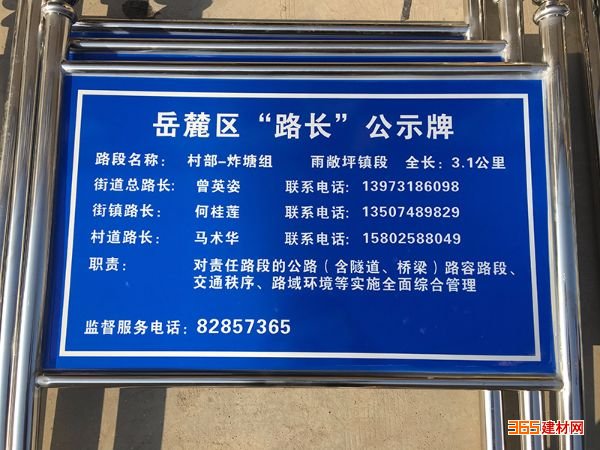 岳麓区“路长”公示牌
路段名称： 村部-炸塘组 雨敞坪镇段 全长：3.1公里
街道总路长： 曾英姿 联系电话：13973186098
街镇路长： 何桂莲 联系电话：13507489829
村道路长： 马术华 联系电话：15802588049
职责： 对责任路段的公路（含隧道、桥梁）路容路段、
交通秩序、路域环境等实施全面综合管理
监督服务电话：82857365
365建材网